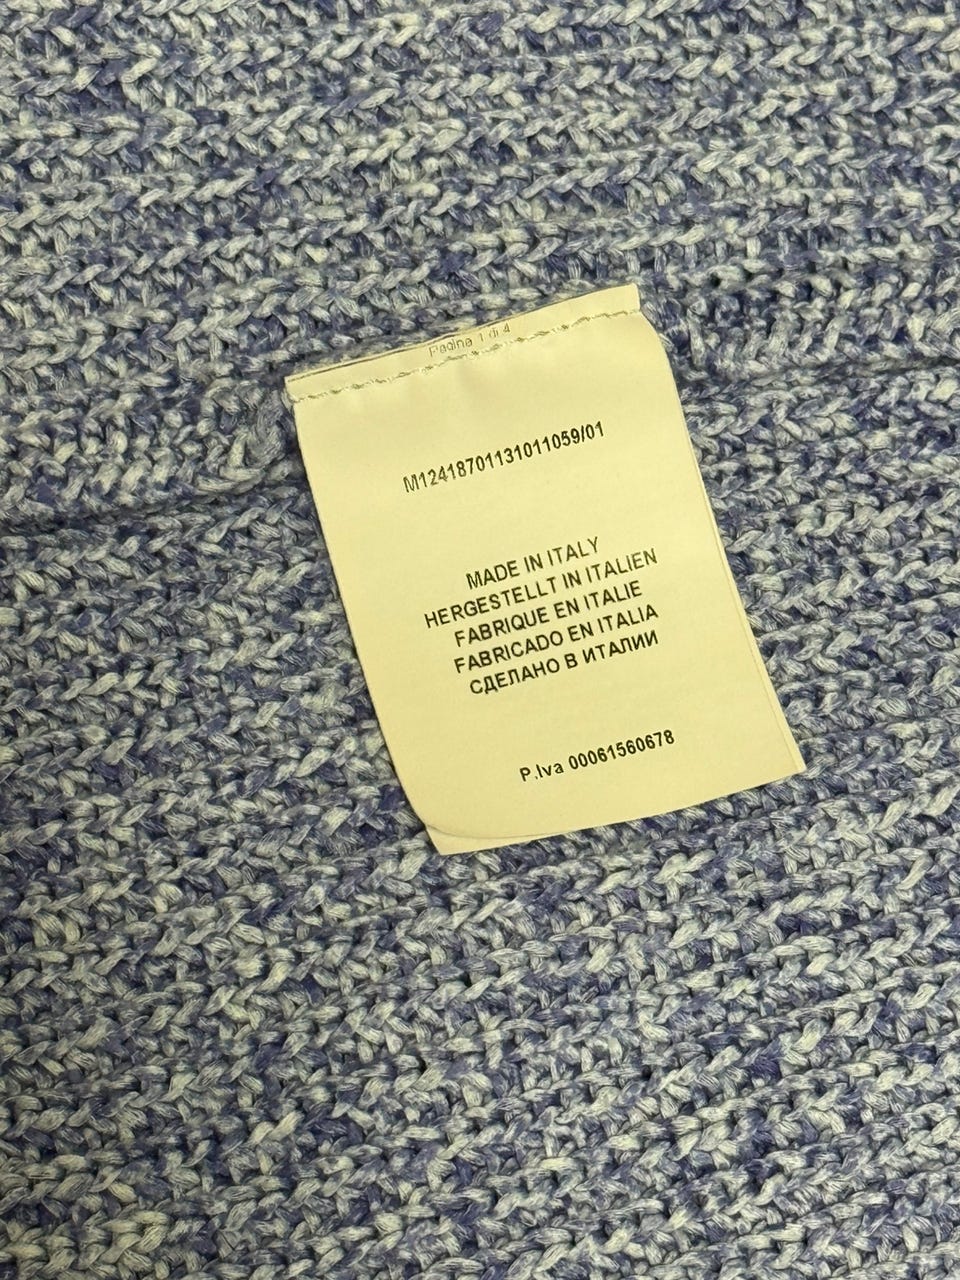 Pagina 1 di 4
M12418701131011059/01
MADE IN ITALY
HERGESTELLT IN ITALIEN
FABRIQUE EN ITALIE
FABRICADO EN ITALIA
СДЕЛАНО В ИТАЛИИ
P.Iva 00061560678